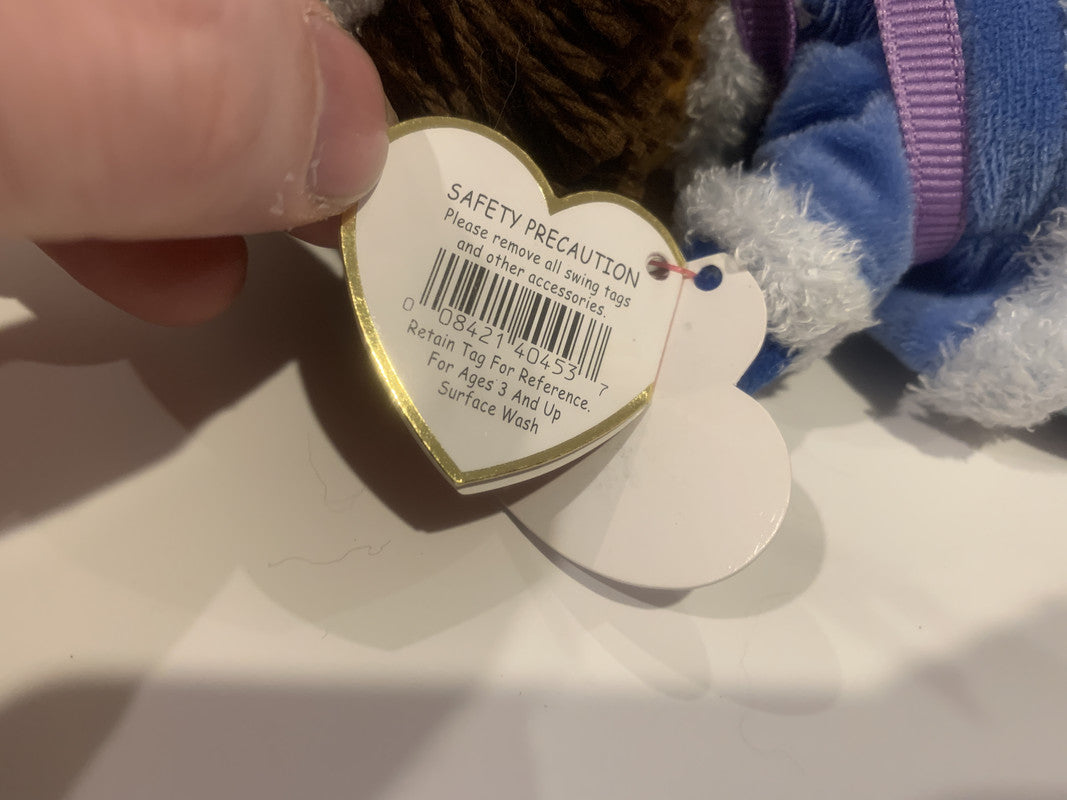 SAFETY PRECAUTION
Please remove all swing tags
and other accessories.
0 08421 40453 7
Retain Tag For Reference.
For Ages 3 And Up
Surface Wash